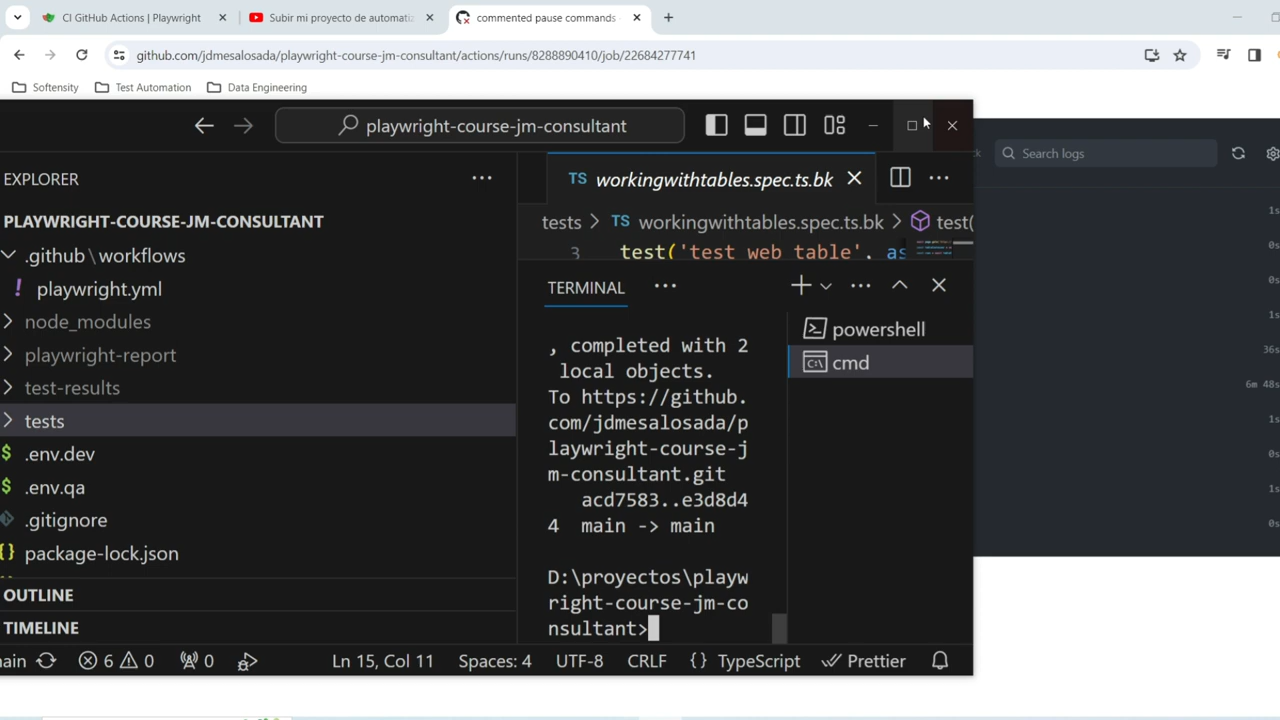 CI GitHub Actions | Playwright
Subir mi proyecto de automatiz
commented pause commands
github.com/jdmesalosada/playwright-course-jm-consultant/actions/runs/8288890410/job/22684277741
Softensity
Test Automation
Data Engineering
playwright-course-jm-consultant
Search logs
EXPLORER
TS workingwithtables.spec.ts.bk
PLAYWRIGHT-COURSE-JM-CONSULTANT
tests > TS workingwithtables.spec.ts.bk > test(
3 test('test web table', as
.github\workflows
! playwright.yml
node_modules
playwright-report
test-results
tests
$ .env.dev
$ .env.qa
.gitignore
{} package-lock.json
OUTLINE
TIMELINE
TERMINAL
powershell
cmd
, completed with 2
local objects.
To https://github.
com/jdmesalosada/p
laywright-course-j
m-consultant.git
acd7583..e3d8d4
4 main -> main
D:\proyectos\playw
right-course-jm-co
nsultant>
1s
0s
0s
1s
36s
6m 48s
1s
0s
1s
0s
main
6
0
0
Ln 15, Col 11
Spaces: 4
UTF-8
CRLF
{} TypeScript
Prettier